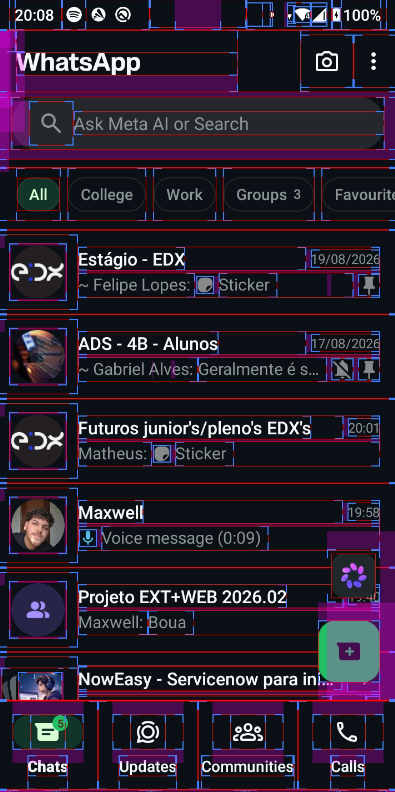 20:08 100%
WhatsApp
Ask Meta AI or Search
All College Work Groups 3 Favourite
Estágio - EDX 19/08/2026
~ Felipe Lopes: Sticker
ADS - 4B - Alunos 17/08/2026
~ Gabriel Alves: Geralmente é s...
Futuros junior's/pleno's EDX's 20:01
Matheus: Sticker
Maxwell 19:58
Voice message (0:09)
Projeto EXT+WEB 2026.02 19:40
Maxwell: Boua
NowEasy - Servicenow para ini...
5
Chats Updates Communities Calls